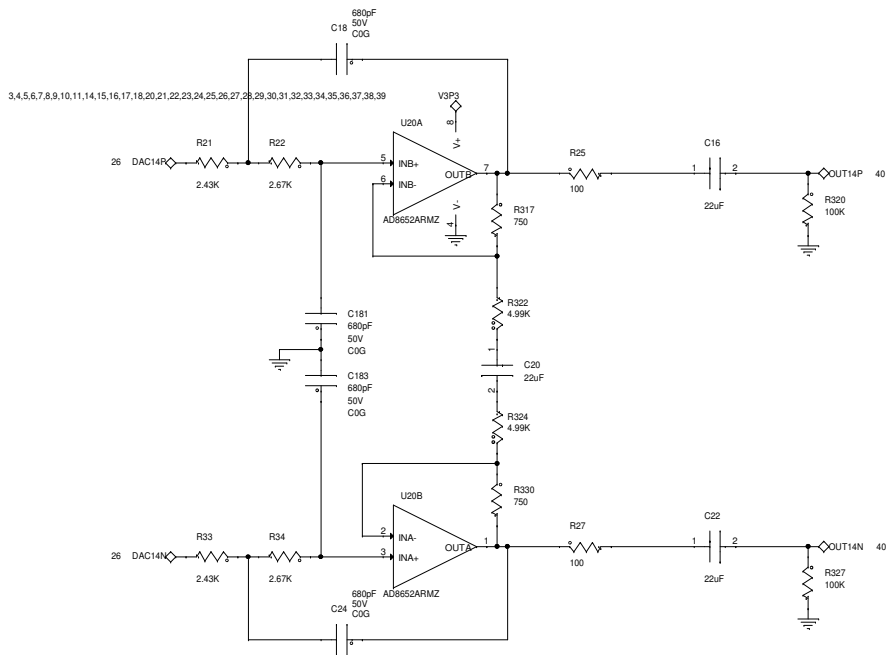 680pF
50V
C0G
C18
3,4,5,6,7,8,9,10,11,14,15,16,17,18,20,21,22,23,24,25,26,27,28,29,30,31,32,33,34,35,36,37,38,39
V3P3
8
V+
U20A
R21
R22
26 DAC14P
2.43K
2.67K
5 INB+
6 INB-
OUTB 7
V-
4
AD8652ARMZ
R25
100
C16
1 2
22uF
OUT14P 40
R320
100K
R317
750
R322
4.99K
C181
680pF
50V
C0G
1
C20
22uF
2
C183
680pF
50V
C0G
R324
4.99K
R330
750
U20B
2 INA-
3 INA+
OUTA 1
AD8652ARMZ
R33
R34
26 DAC14N
2.43K
2.67K
R27
100
C22
1 2
22uF
OUT14N 40
R327
100K
680pF
50V
C0G
C24